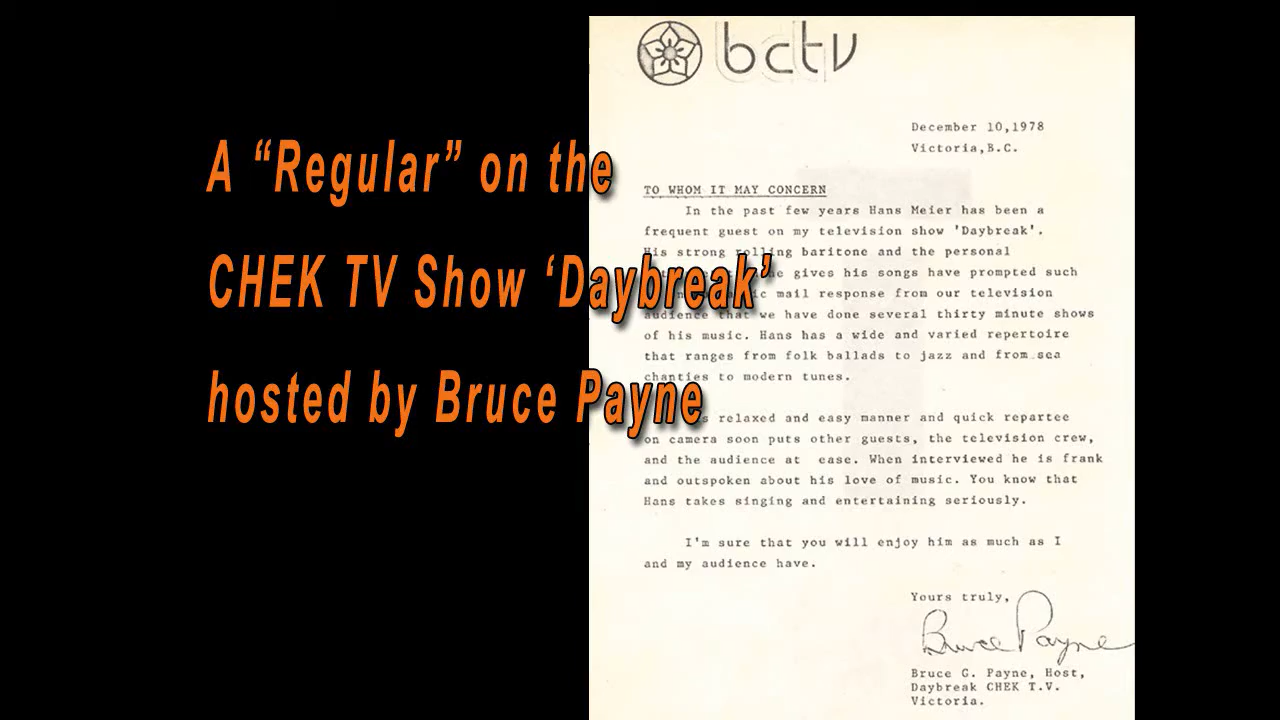 A “Regular” on the
CHEK TV Show ‘Daybreak’
hosted by Bruce Payne
bctv
December 10,1978
Victoria,B.C.
TO WHOM IT MAY CONCERN
In the past few years Hans Meier has been a
frequent guest on my television show 'Daybreak'.
His strong rolling baritone and the personal
he gives his songs have prompted such
mail response from our television
audience that we have done several thirty minute shows
of his music. Hans has a wide and varied repertoire
that ranges from folk ballads to jazz and from sea
chanties to modern tunes.
relaxed and easy manner and quick repartee
on camera soon puts other guests, the television crew,
and the audience at ease. When interviewed he is frank
and outspoken about his love of music. You know that
Hans takes singing and entertaining seriously.
I'm sure that you will enjoy him as much as I
and my audience have.
Yours truly,
Bruce Payne
Bruce G. Payne, Host,
Daybreak CHEK T.V.
Victoria.